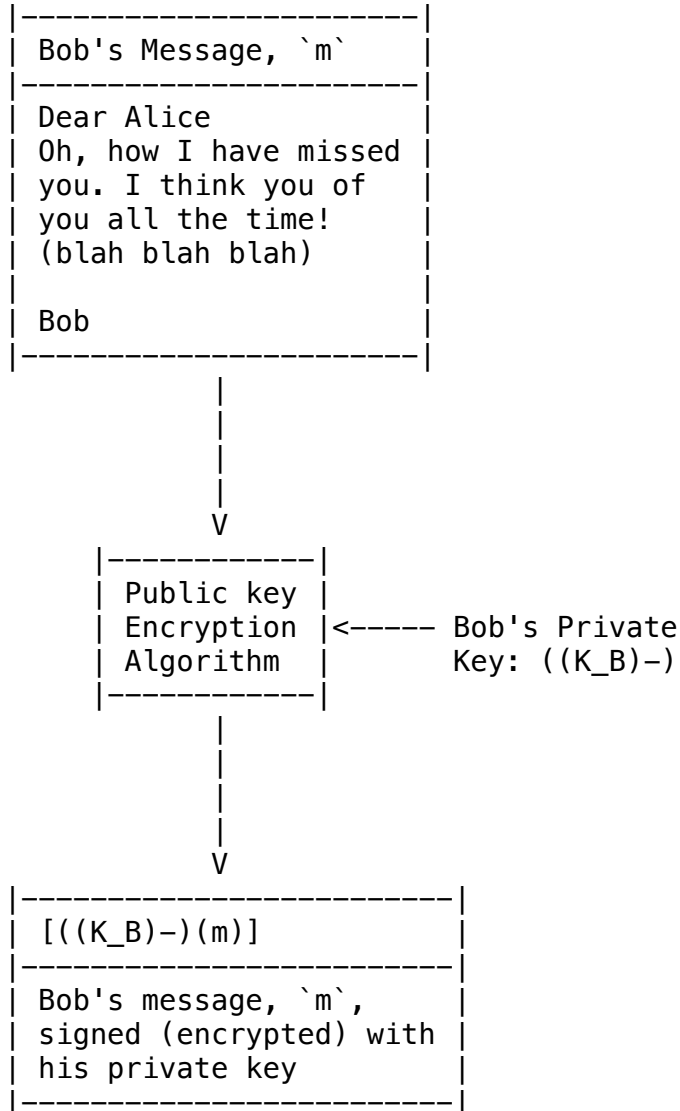 Bob's Message, `m`
Dear Alice
Oh, how I have missed
you. I think you of
you all the time!
(blah blah blah)
Bob
V
Public key
Encryption <----- Bob's Private
Algorithm Key: ((K_B)-)
V
[((K_B)-)(m)]
Bob's message, `m`,
signed (encrypted) with
his private key